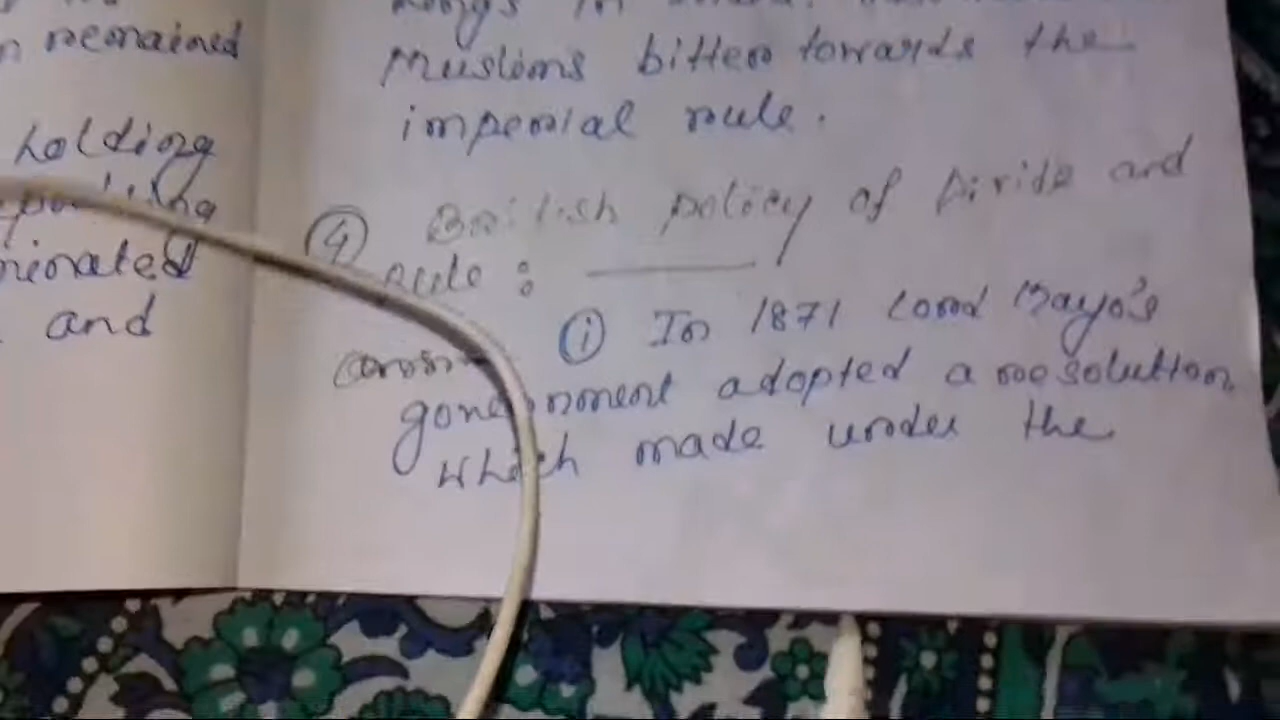 remained
holding
and
Muslims bitter towards the
imperial rule.
④ British policy of Divide and
rule :
ⓘ In 1871 Lord Mayo's
government adopted a resolution
which made under the